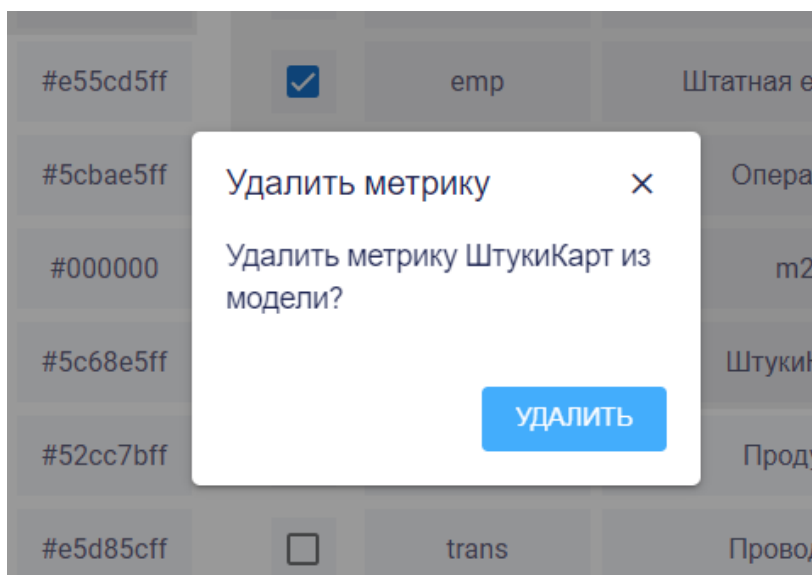 #e55cd5ff emp Штатная е
#5cbae5ff Опера
Удалить метрику
#000000 m2
Удалить метрику ШтукиКарт из
модели?
#5c68e5ff Штуки
УДАЛИТЬ
#52cc7bff Проду
#e5d85cff trans Провод